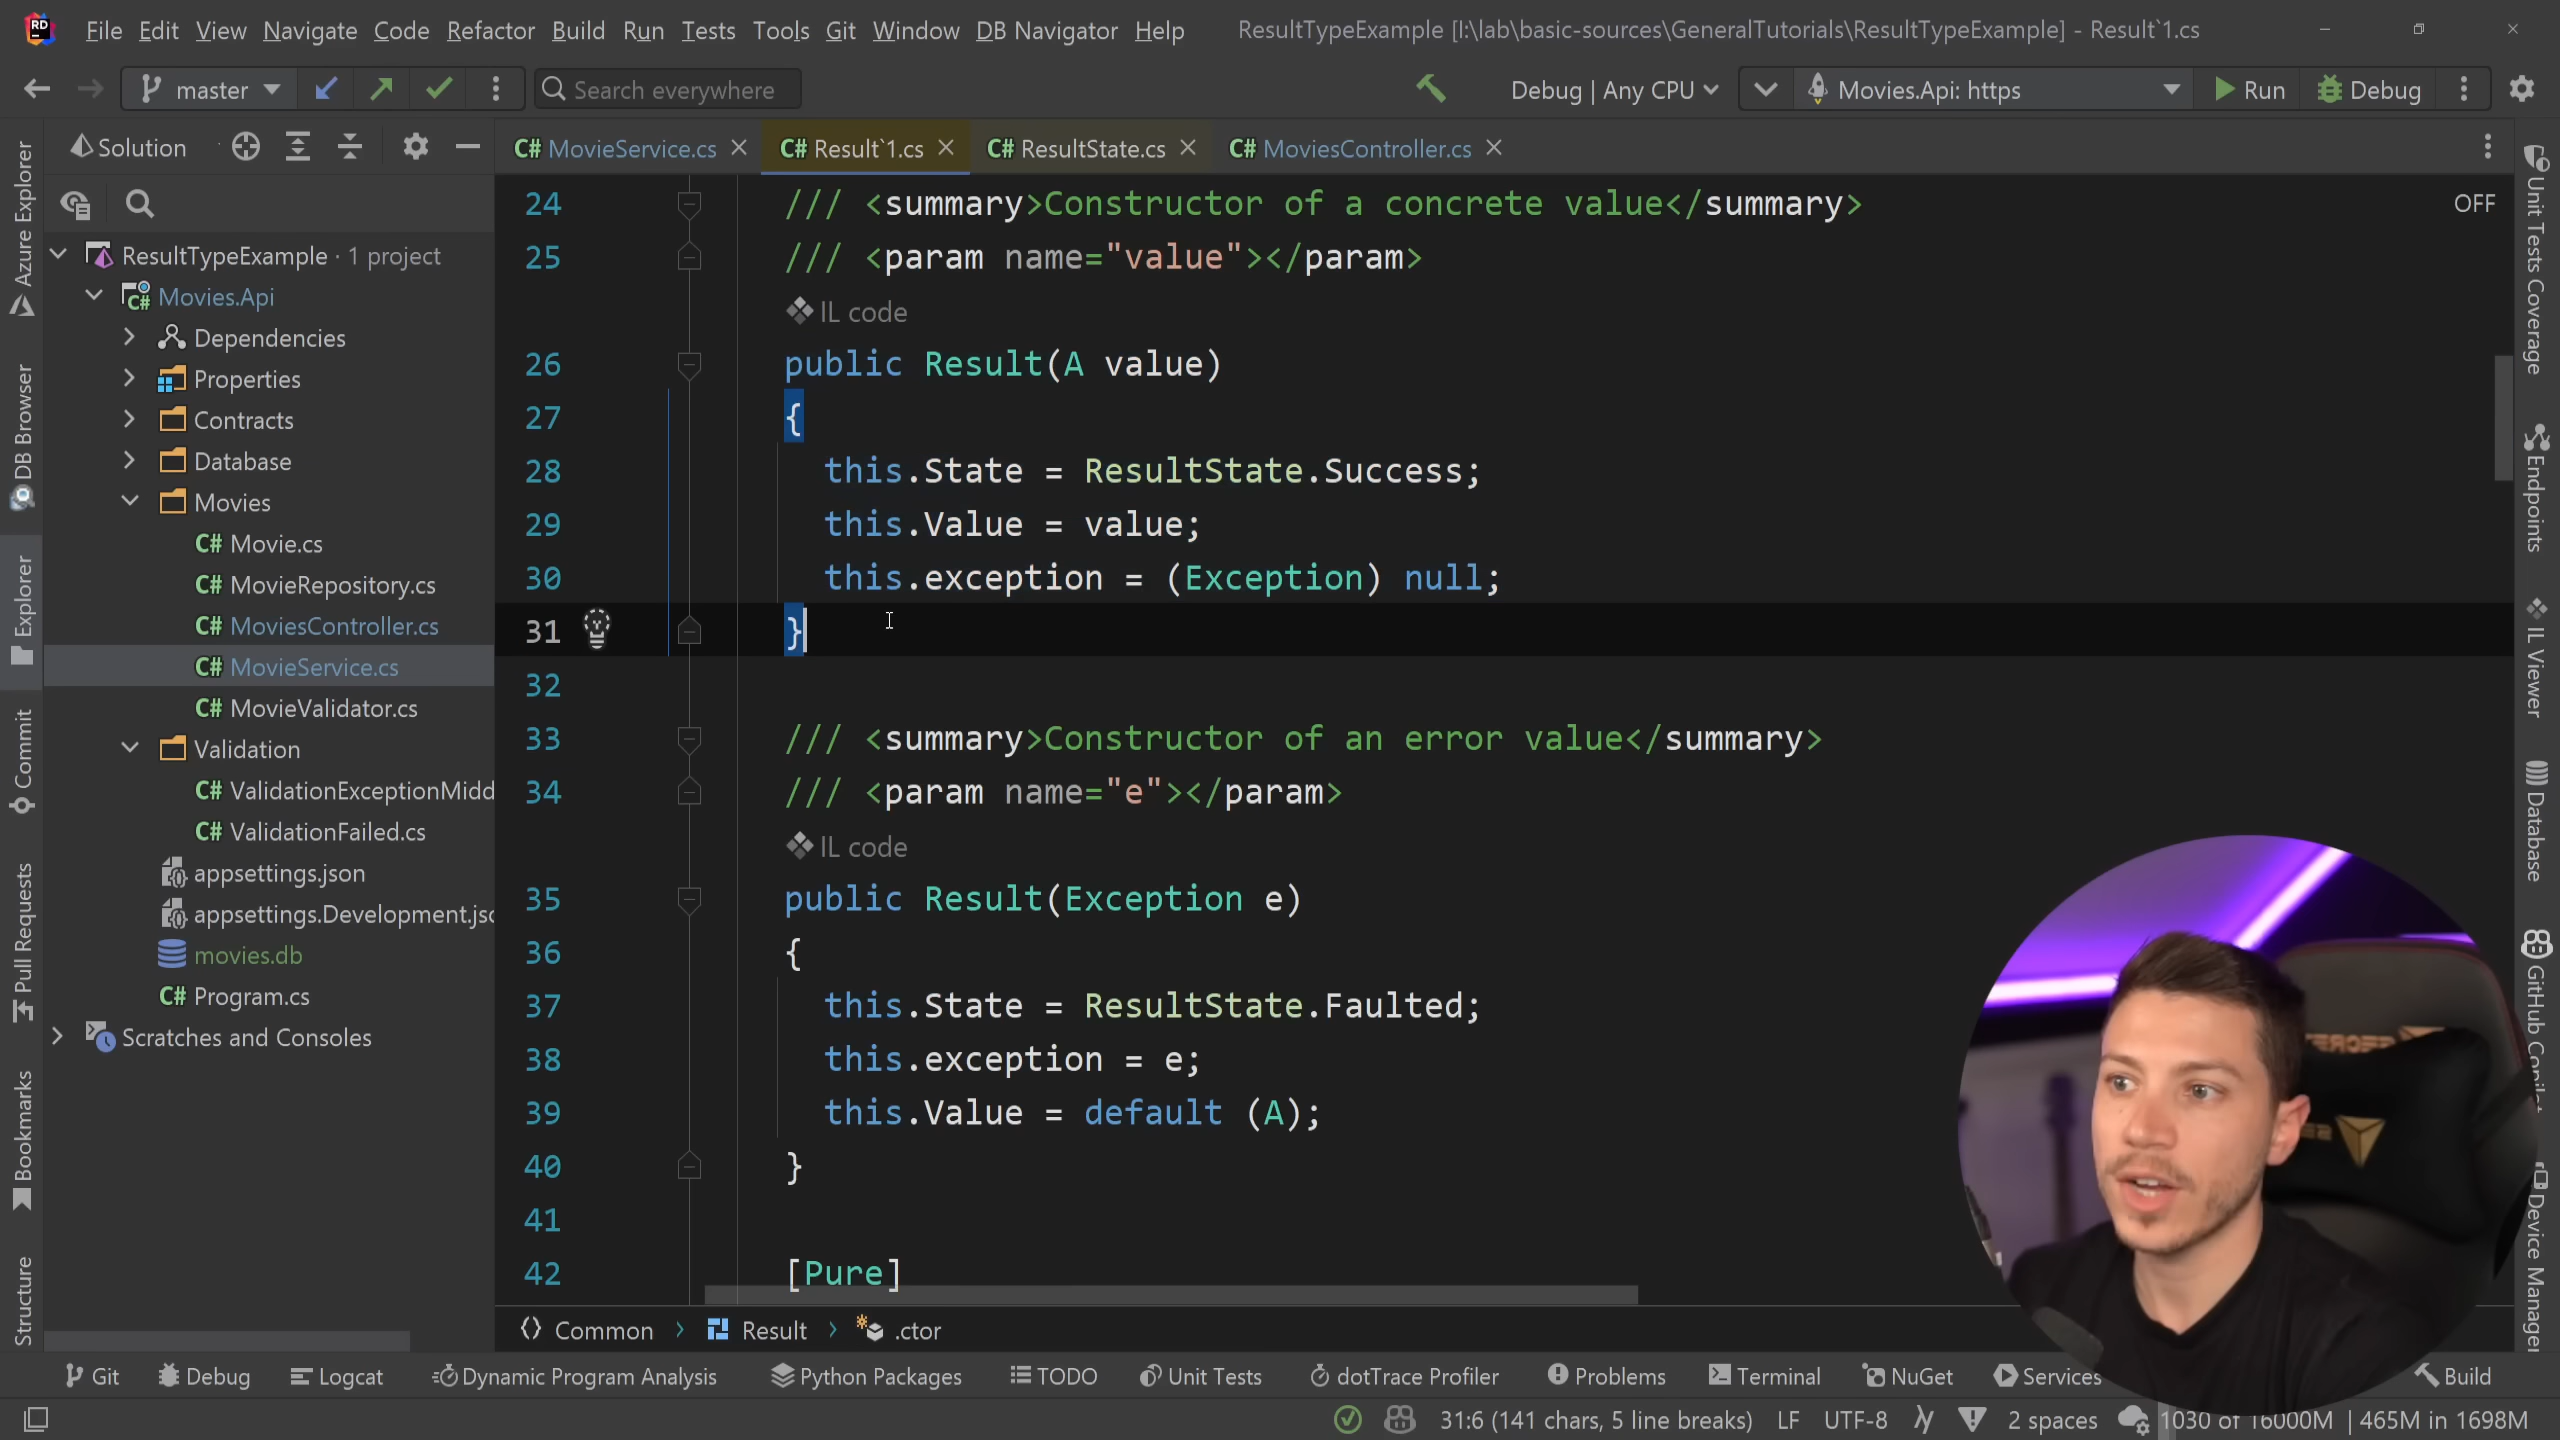 RD File Edit View Navigate Code Refactor Build Run Tests Tools Git Window DB Navigator Help ResultTypeExample [I:\lab\basic-sources\GeneralTutorials\ResultTypeExample] - Result`1.cs
master Search everywhere Debug | Any CPU Movies.Api: https Run Debug
Solution
C# MovieService.cs C# Result`1.cs C# ResultState.cs C# MoviesController.cs
OFF
ResultTypeExample · 1 project
C# Movies.Api
Dependencies
Properties
Contracts
Database
Movies
C# Movie.cs
C# MovieRepository.cs
C# MoviesController.cs
C# MovieService.cs
C# MovieValidator.cs
Validation
C# ValidationExceptionMidd
C# ValidationFailed.cs
appsettings.json
appsettings.Development.jsc
movies.db
C# Program.cs
Scratches and Consoles
24 /// <summary>Constructor of a concrete value</summary>
25 /// <param name="value"></param>
IL code
26 public Result(A value)
27 {
28 this.State = ResultState.Success;
29 this.Value = value;
30 this.exception = (Exception) null;
31 }
32
33 /// <summary>Constructor of an error value</summary>
34 /// <param name="e"></param>
IL code
35 public Result(Exception e)
36 {
37 this.State = ResultState.Faulted;
38 this.exception = e;
39 this.Value = default (A);
40 }
41
42 [Pure]
Azure Explorer
DB Browser
Explorer
Commit
Pull Requests
Bookmarks
Structure
Unit Tests Coverage
Endpoints
IL Viewer
Database
GitHub Copilot
Device Manager
Common Result .ctor
Git Debug Logcat Dynamic Program Analysis Python Packages TODO Unit Tests dotTrace Profiler Problems Terminal NuGet Services Build
31:6 (141 chars, 5 line breaks) LF UTF-8 2 spaces 1030 of 16000M | 465M in 1698M